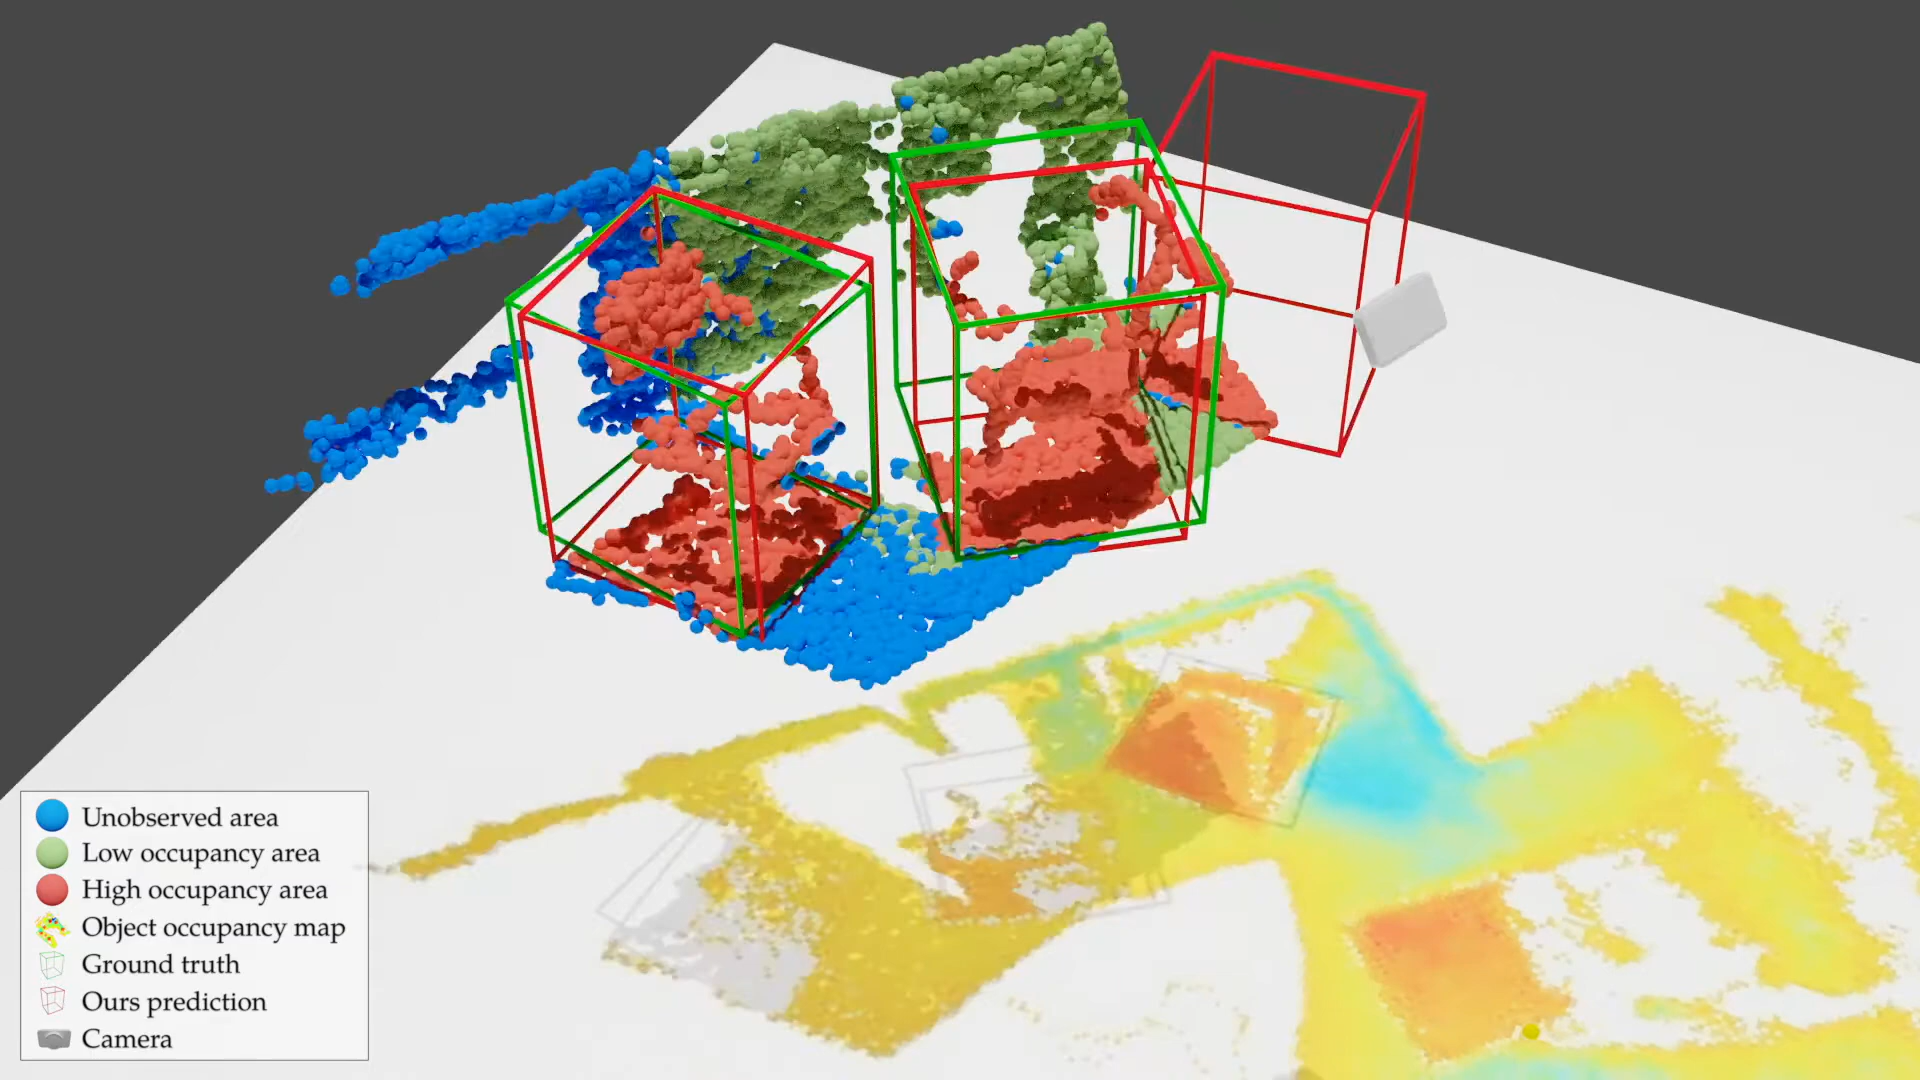 Unobserved area
Low occupancy area
High occupancy area
Object occupancy map
Ground truth
Ours prediction
Camera